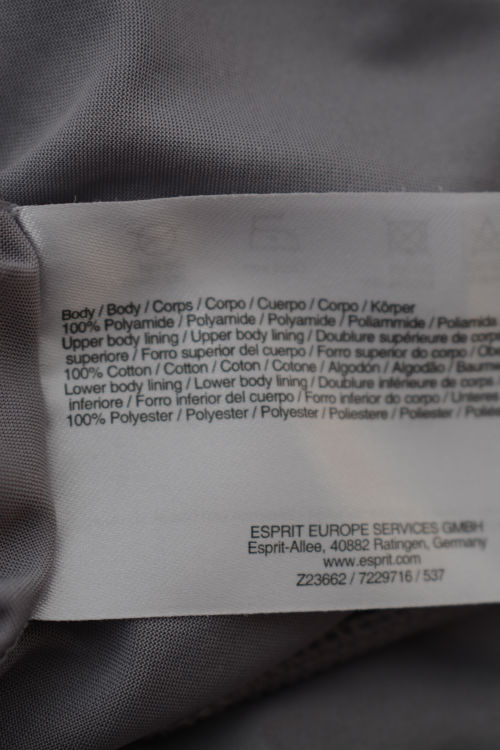 Body / Body / Corps / Corpo / Cuerpo / Corpo / Körper
100% Polyamide / Polyamide / Polyamide / Poliammide / Poliamida
Upper body lining / Upper body lining / Doublure supérieure de corps
superiore / Forro superior del cuerpo / Forro superior do corpo /
100% Cotton / Cotton / Coton / Cotone / Algodón / Algodão /
Lower body lining / Lower body lining / Doublure inférieure de corps
inferiore / Forro inferior del cuerpo / Forro inferior do corpo / Unteres
100% Polyester / Polyester / Polyester / Poliestere / Poliester /
ESPRIT EUROPE SERVICES GMBH
Esprit-Allee, 40882 Ratingen, Germany
www.esprit.com
Z23662 / 7229716 / 537